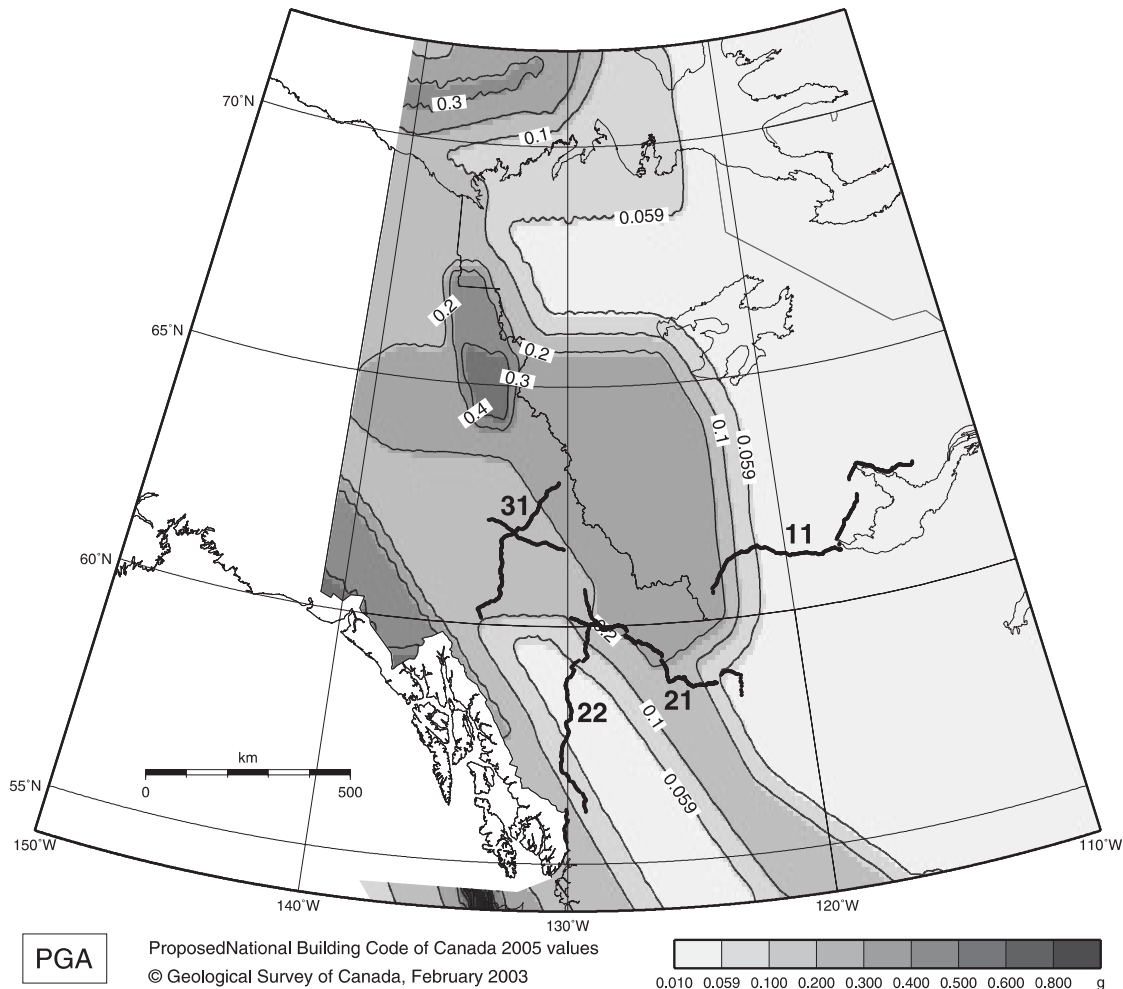 70°N
0.3
0.1
0.059
0.2
65°N
0.2
0.3
0.4
0.1
0.059
31
11
60°N
0.2
22
21
0.1
km
0
500
0.059
55°N
150°W
110°W
140°W
120°W
130°W
PGA
ProposedNational Building Code of Canada 2005 values
© Geological Survey of Canada, February 2003
0.010 0.059 0.100 0.200 0.300 0.400 0.500 0.600 0.800 g